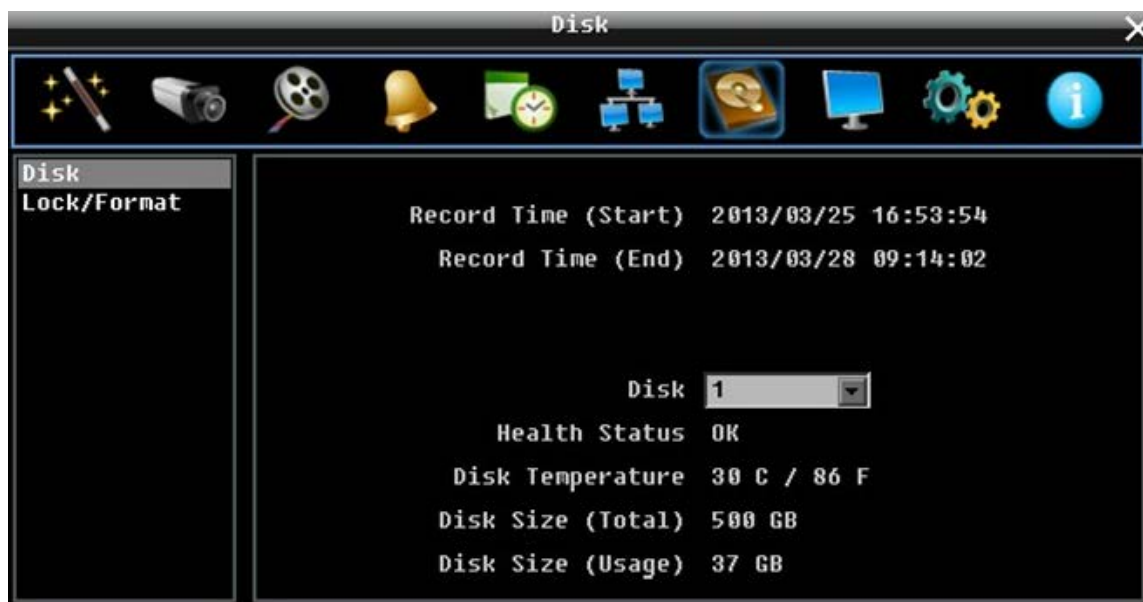 Disk
Disk
Lock/Format
Record Time (Start) 2013/03/25 16:53:54
Record Time (End) 2013/03/28 09:14:02
Disk 1
Health Status OK
Disk Temperature 30 C / 86 F
Disk Size (Total) 500 GB
Disk Size (Usage) 37 GB